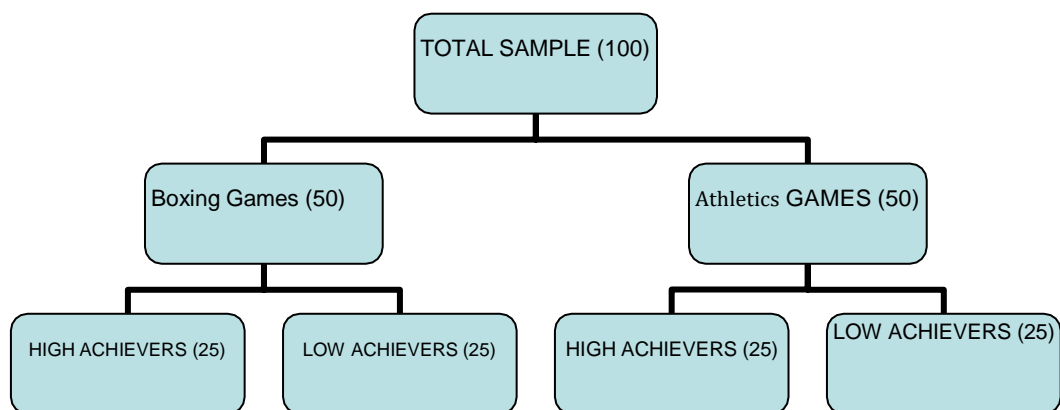 TOTAL SAMPLE (100)
Boxing Games (50)
Athletics GAMES (50)
HIGH ACHIEVERS (25)
LOW ACHIEVERS (25)
HIGH ACHIEVERS (25)
LOW ACHIEVERS (25)